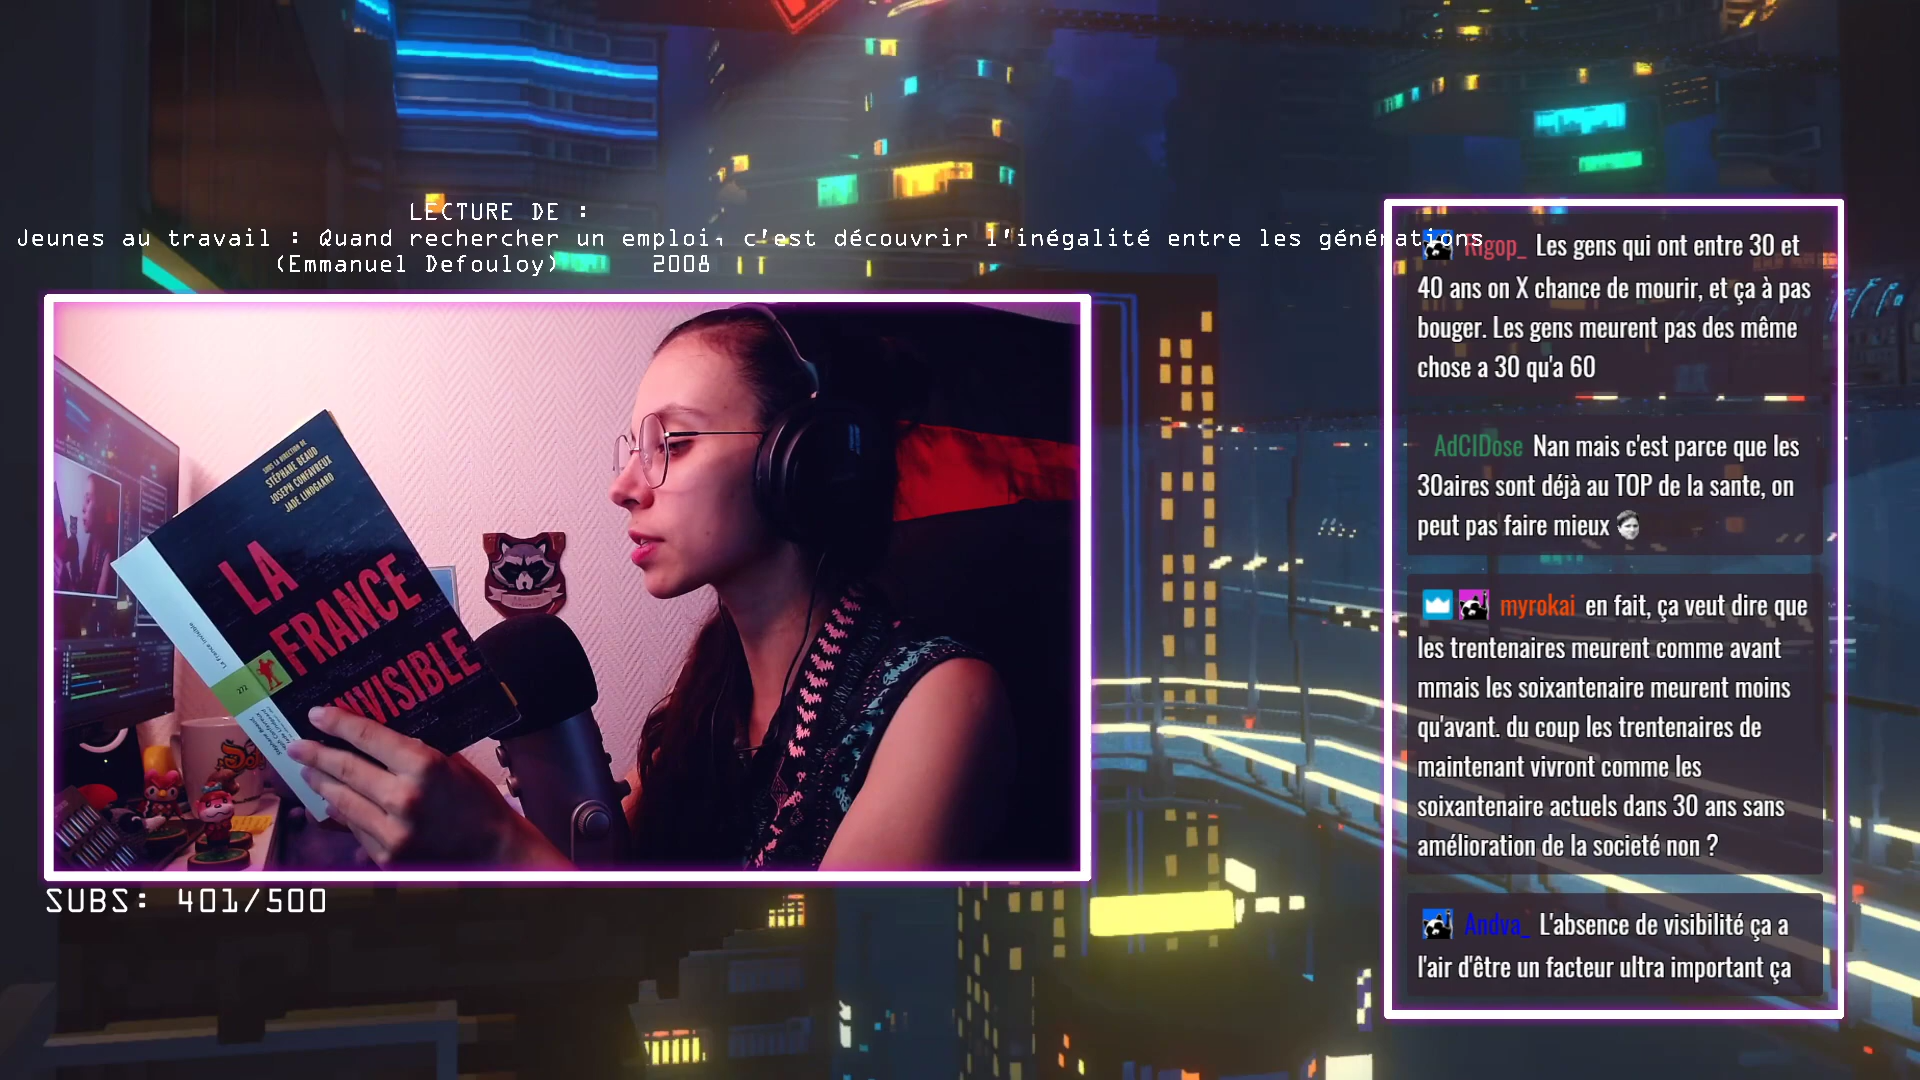 LECTURE DE :
Jeunes au travail : Quand rechercher un emploi, c'est découvrir l'inégalité entre les générations
(Emmanuel Defouloy) 2008
SOUS LA DIRECTION DE
STÉPHANE BEAUD
JOSEPH CONFAVREUX
JADE LINDGAARD
LA
FRANCE
INVISIBLE
La France invisible
272
SUBS: 401/500
Rigop_ Les gens qui ont entre 30 et
40 ans on X chance de mourir, et ça à pas
bouger. Les gens meurent pas des même
chose a 30 qu'a 60
AdClDose Nan mais c'est parce que les
30aires sont déjà au TOP de la sante, on
peut pas faire mieux
myrokai en fait, ça veut dire que
les trentenaires meurent comme avant
mmais les soixantenaire meurent moins
qu'avant. du coup les trentenaires de
maintenant vivront comme les
soixantenaire actuels dans 30 ans sans
amélioration de la societé non ?
Andva_ L'absence de visibilité ça a
l'air d'être un facteur ultra important ça